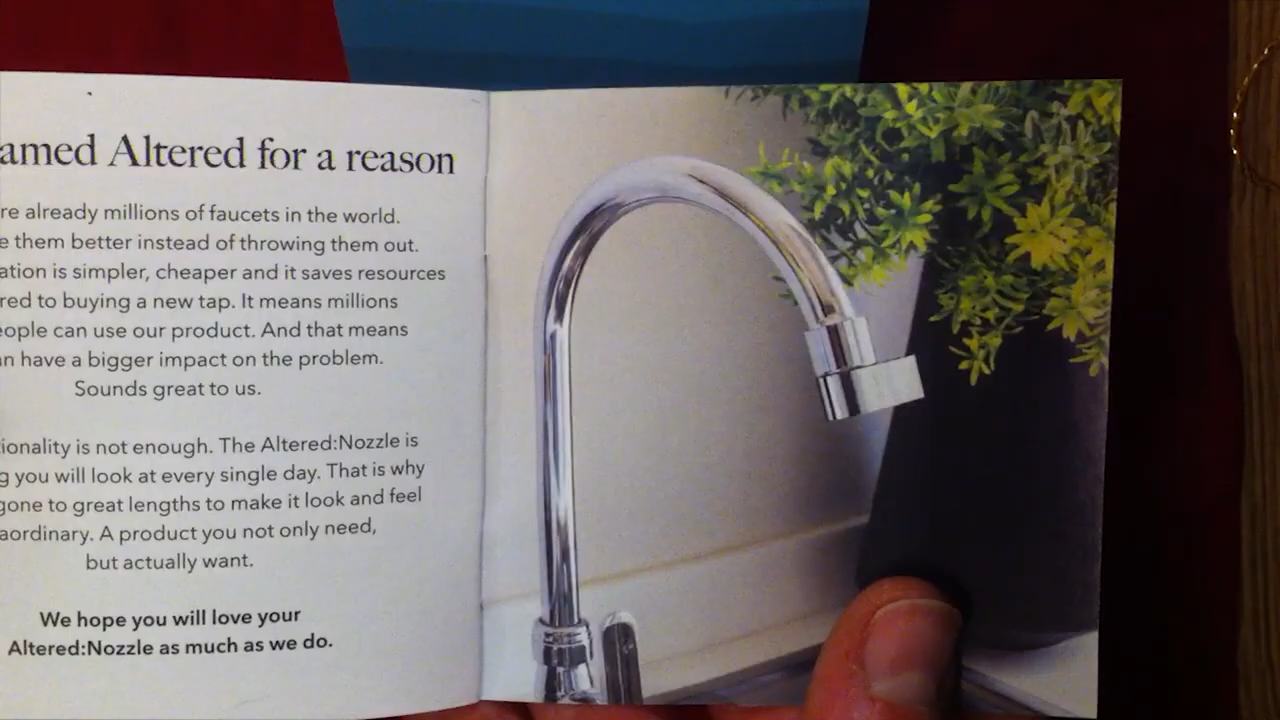 amed Altered for a reason
re already millions of faucets in the world.
e them better instead of throwing them out.
ation is simpler, cheaper and it saves resources
red to buying a new tap. It means millions
eople can use our product. And that means
n have a bigger impact on the problem.
Sounds great to us.
ionality is not enough. The Altered:Nozzle is
g you will look at every single day. That is why
gone to great lengths to make it look and feel
aordinary. A product you not only need,
but actually want.
We hope you will love your
Altered:Nozzle as much as we do.